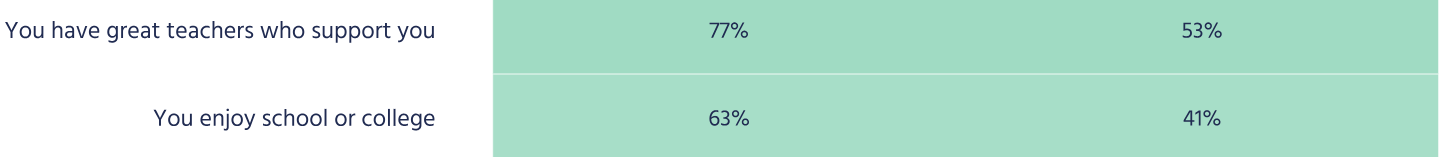 You have great teachers who support you 77% 53%
You enjoy school or college 63% 41%